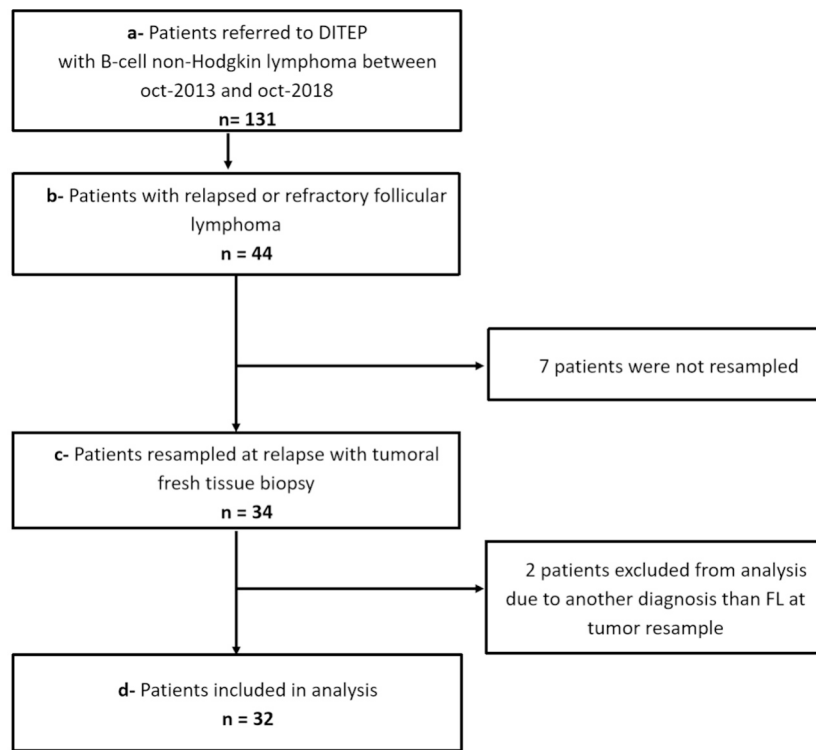 a- Patients referred to DITEP
with B-cell non-Hodgkin lymphoma between
oct-2013 and oct-2018
n= 131
b- Patients with relapsed or refractory follicular
lymphoma
n = 44
7 patients were not resampled
c- Patients resampled at relapse with tumoral
fresh tissue biopsy
n = 34
2 patients excluded from analysis
due to another diagnosis than FL at
tumor resample
d- Patients included in analysis
n = 32